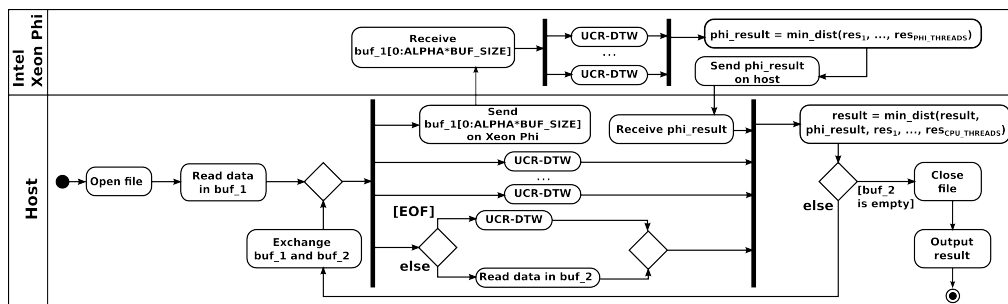 Intel
Xeon Phi
Receive
buf_1[0:ALPHA*BUF_SIZE]
UCR-DTW
...
UCR-DTW
phi_result = min_dist(res1, ..., resPHI_THREADS)
Send phi_result
on host
Host
Open file
Read data
in buf_1
Exchange
buf_1 and buf_2
Send
buf_1[0:ALPHA*BUF_SIZE]
on Xeon Phi
UCR-DTW
...
UCR-DTW
[EOF]
UCR-DTW
else
Read data in buf_2
Receive phi_result
result = min_dist(result,
phi_result, res1, ..., resCPU_THREADS)
else
[buf_2
is empty]
Close
file
Output
result